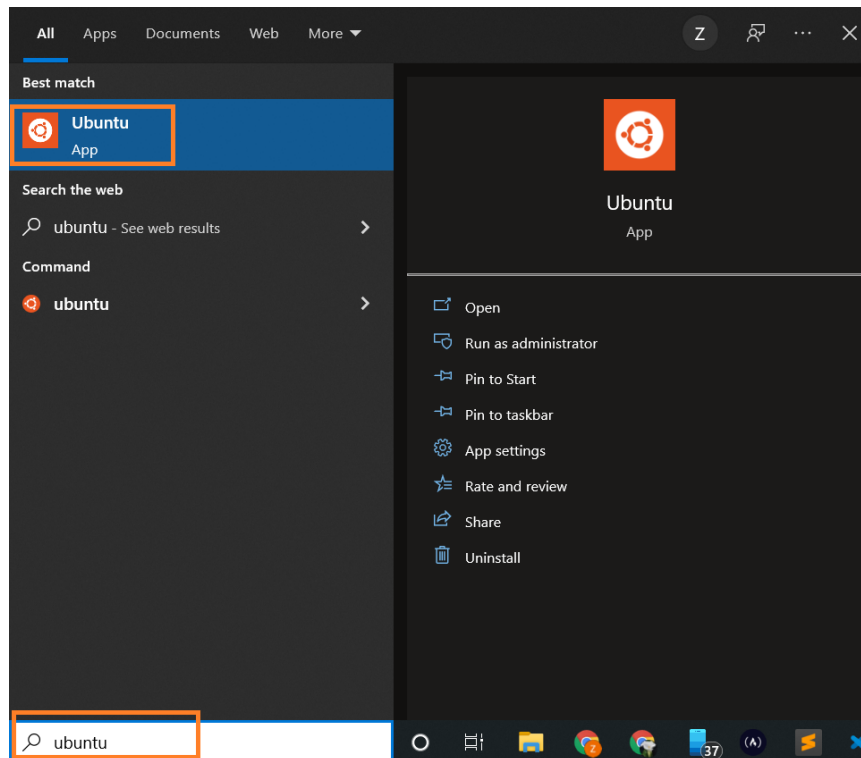 All Apps Documents Web More Z
Best match
Ubuntu
App
Search the web
ubuntu - See web results
Command
ubuntu
Ubuntu
App
Open
Run as administrator
Pin to Start
Pin to taskbar
App settings
Rate and review
Share
Uninstall
ubuntu
Z 37 (Λ)